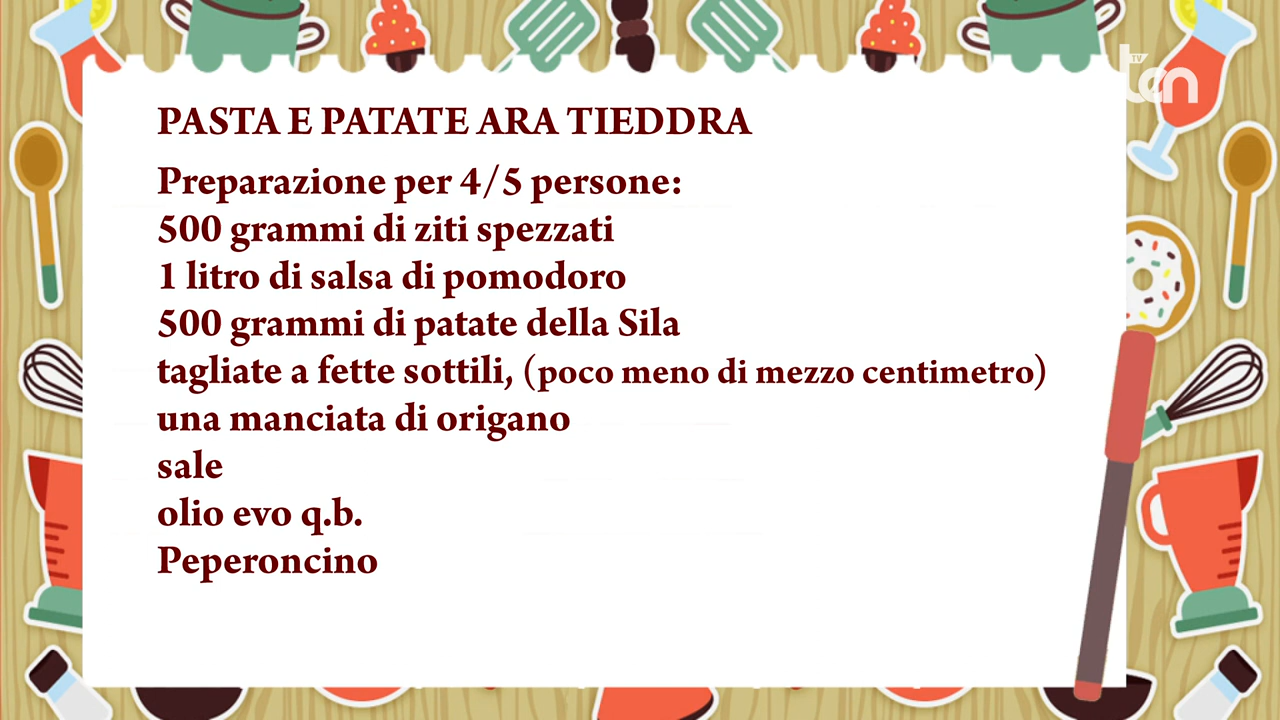 PASTA E PATATE ARA TIEDDRA
Preparazione per 4/5 persone:
500 grammi di ziti spezzati
1 litro di salsa di pomodoro
500 grammi di patate della Sila
tagliate a fette sottili, (poco meno di mezzo centimetro)
una manciata di origano
sale
olio evo q.b.
Peperoncino
ten
TV